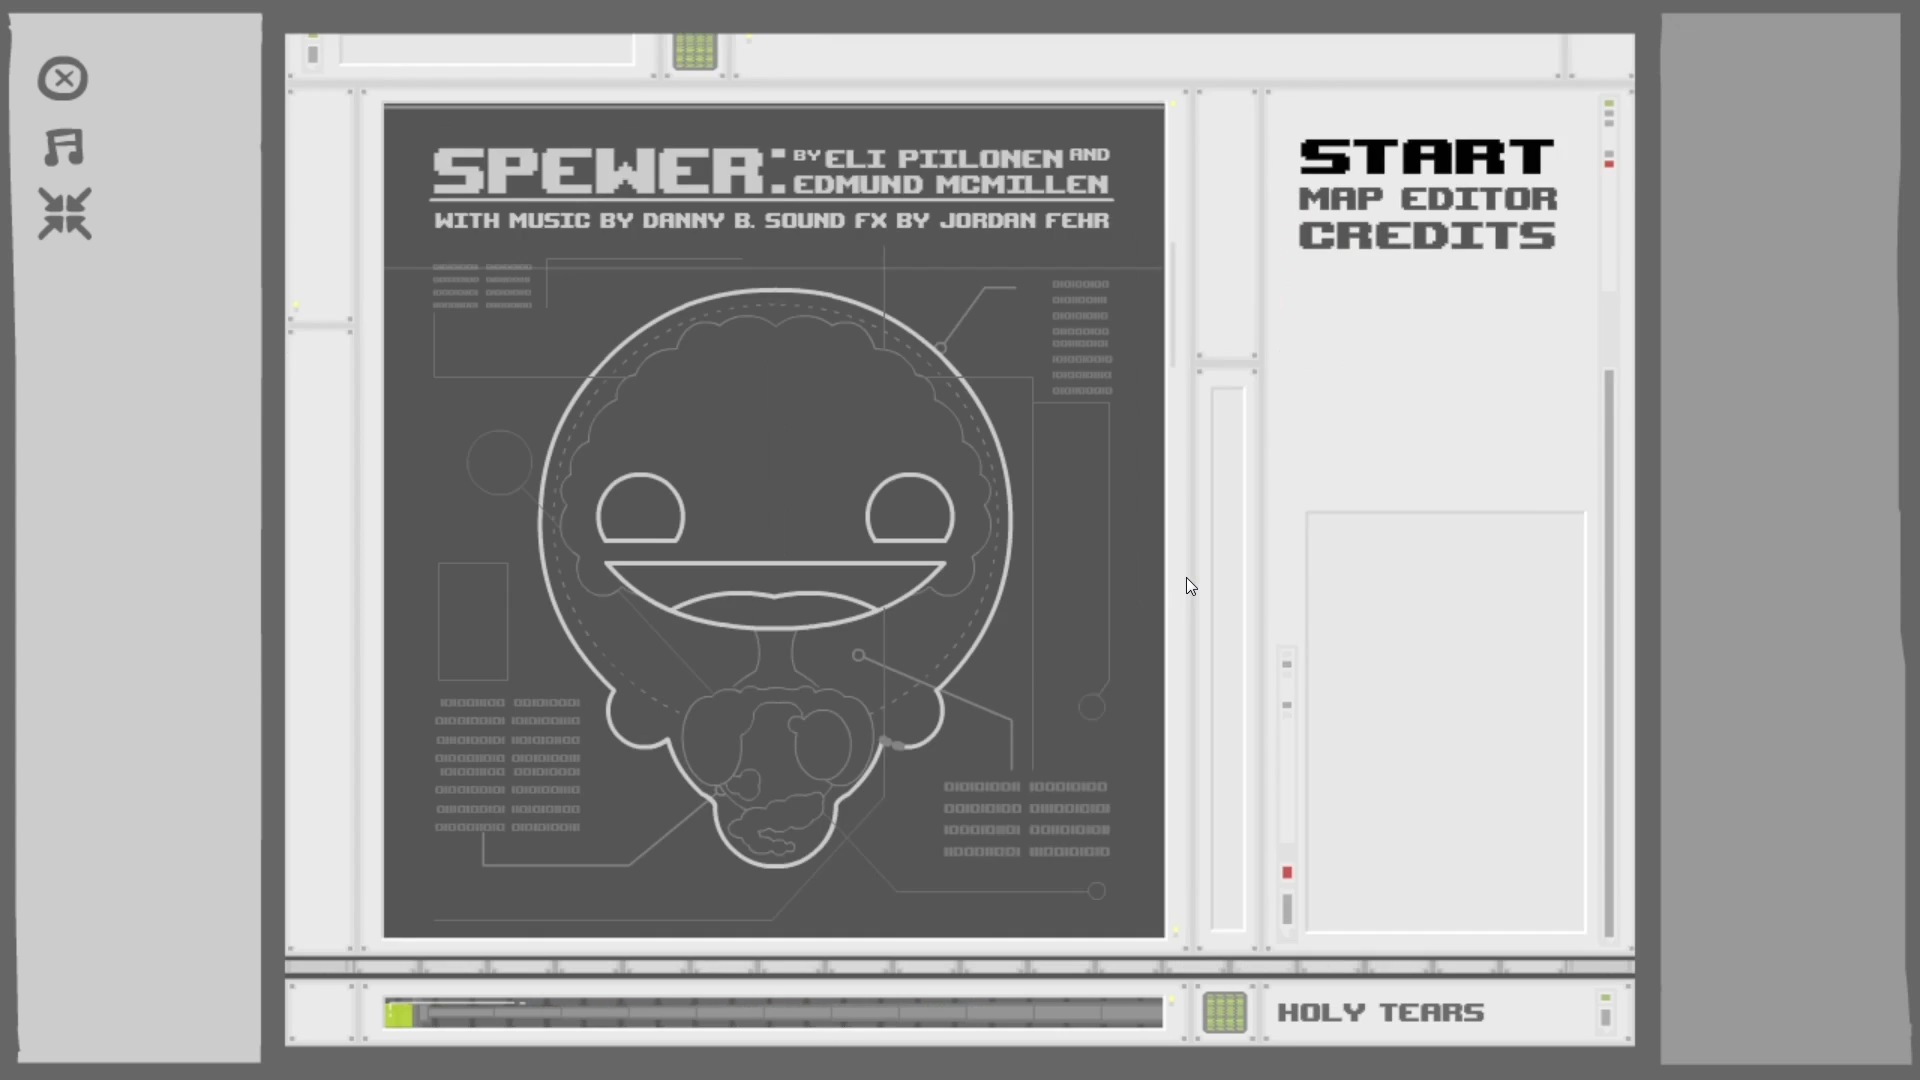 SPEWER: BY ELI PIILONEN AND
EDMUND MCMILLEN
WITH MUSIC BY DANNY B. SOUND FX BY JORDAN FEHR
START
MAP EDITOR
CREDITS
HOLY TEARS